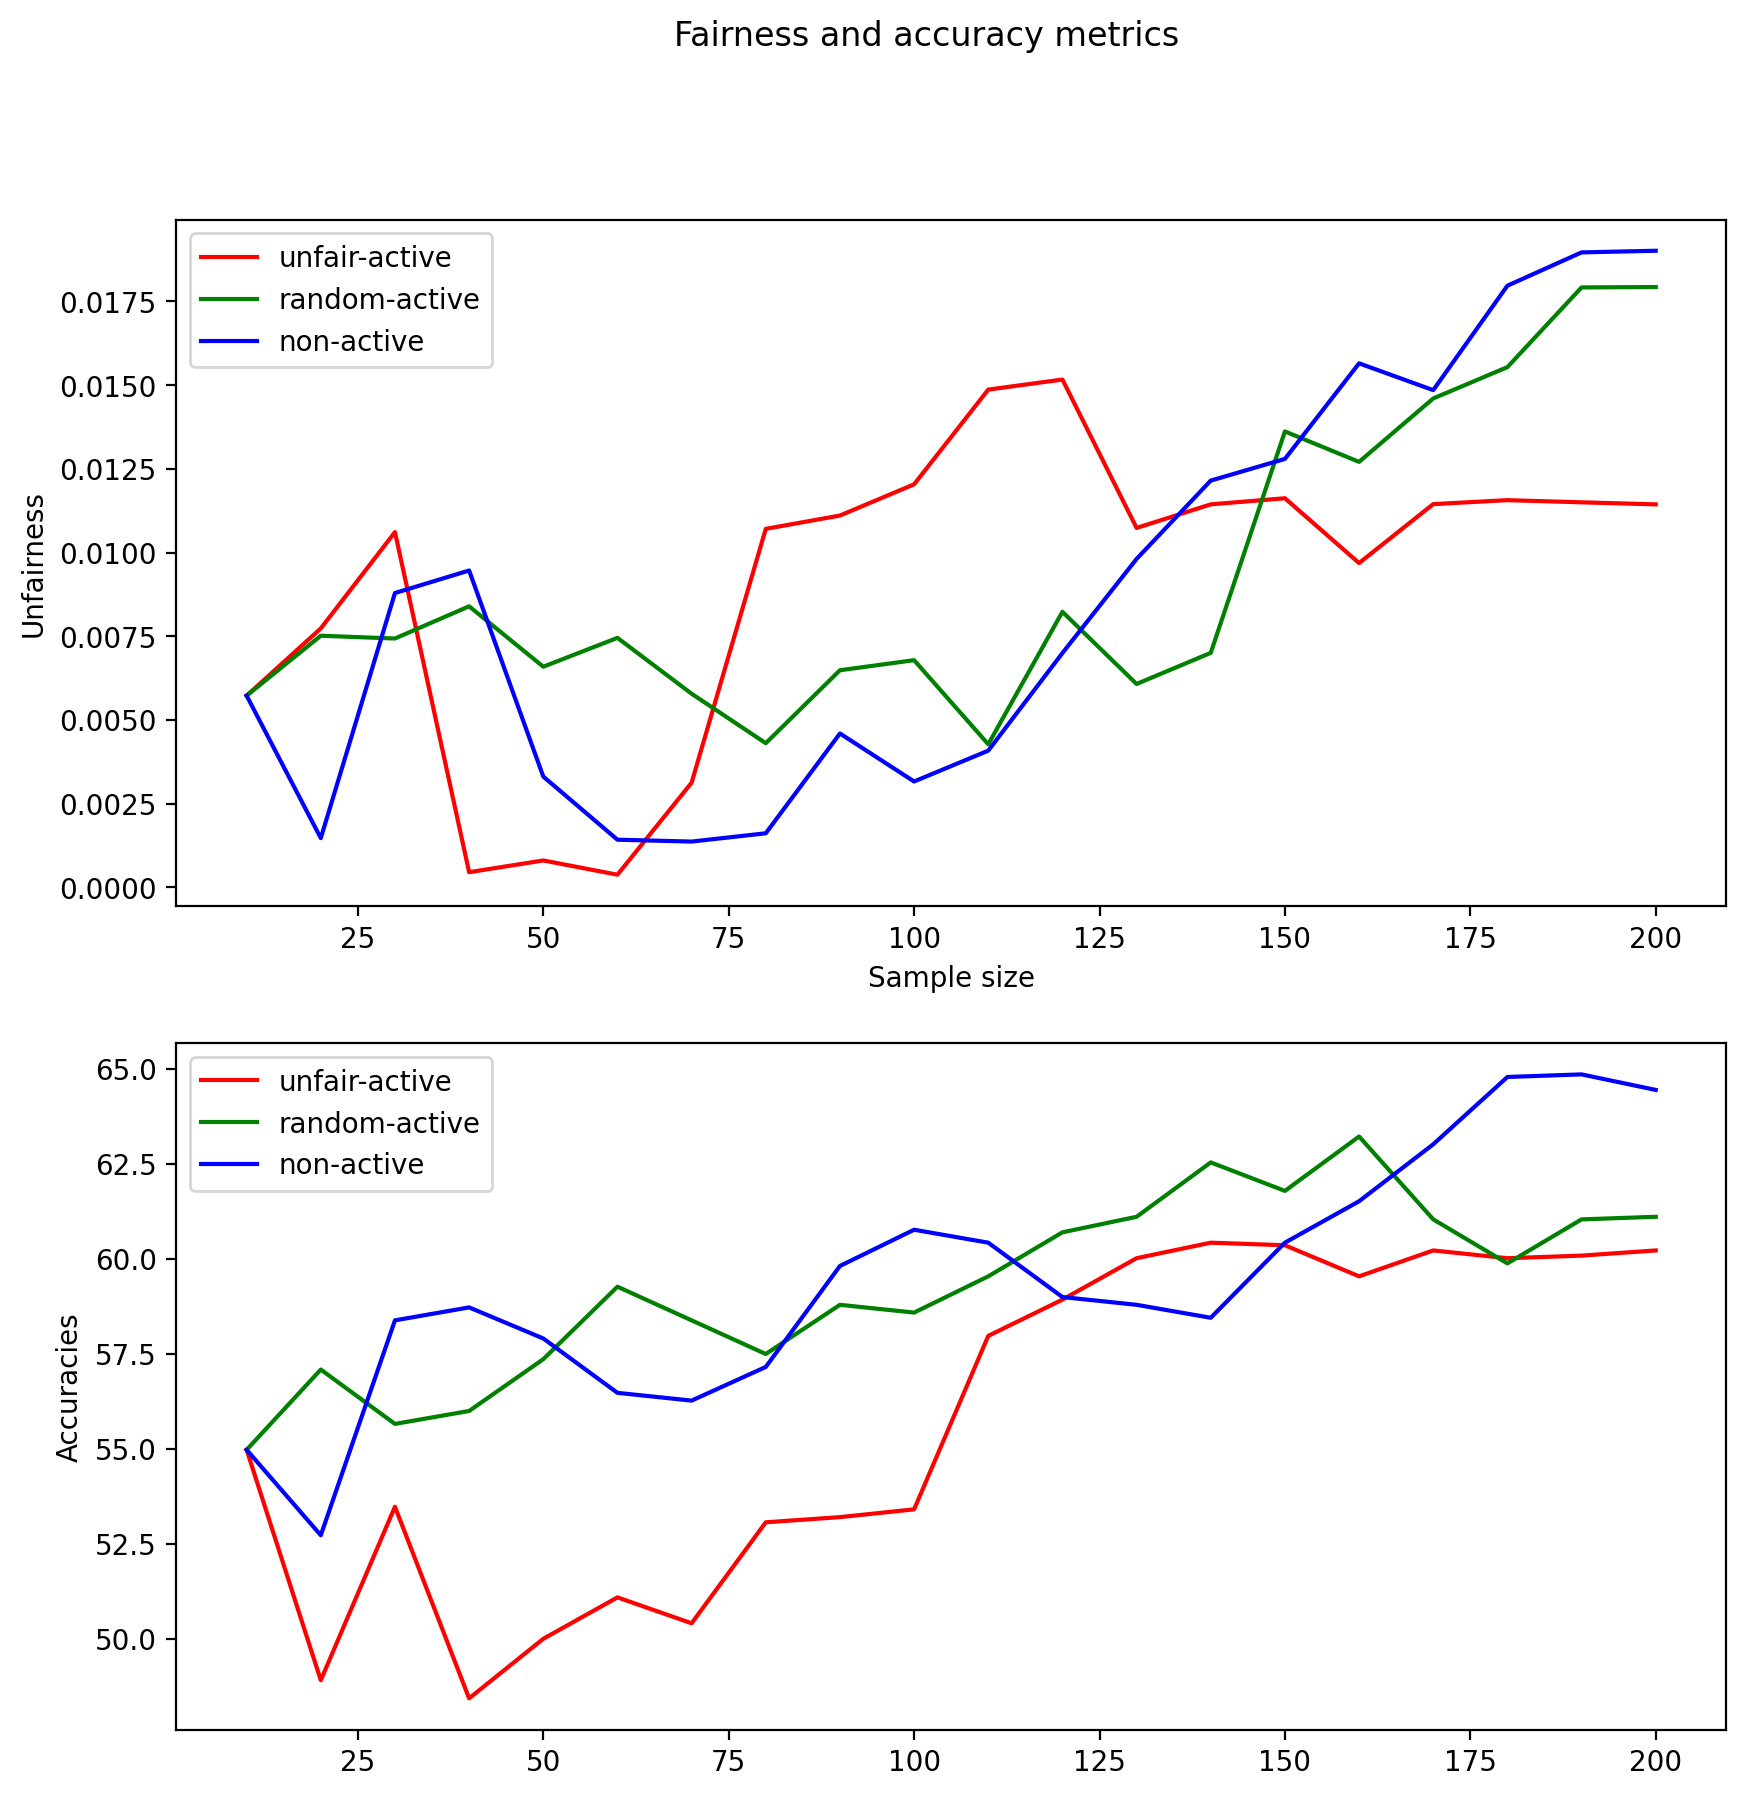 Fairness and accuracy metrics
unfair-active
random-active
non-active
0.0175
0.0150
0.0125
0.0100
0.0075
0.0050
0.0025
0.0000
Unfairness
25 50 75 100 125 150 175 200
Sample size
unfair-active
random-active
non-active
65.0
62.5
60.0
57.5
55.0
52.5
50.0
Accuracies
25 50 75 100 125 150 175 200